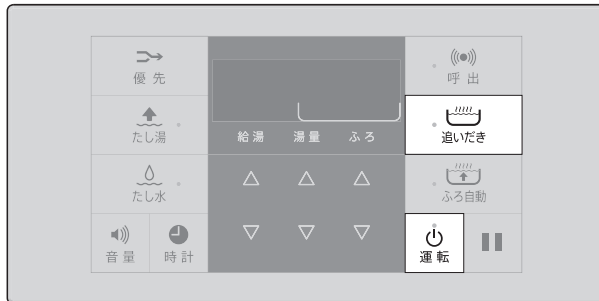 優先
呼出
たし湯
給湯 湯量 ふろ
追いだき
たし水
ふろ自動
音量
時計
運転